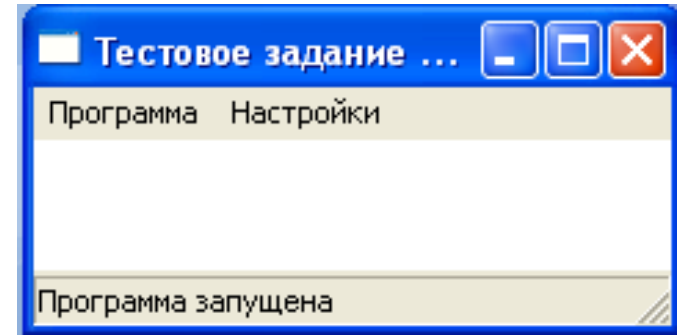 Тестовое задание ...
Программа Настройки
Программа запущена